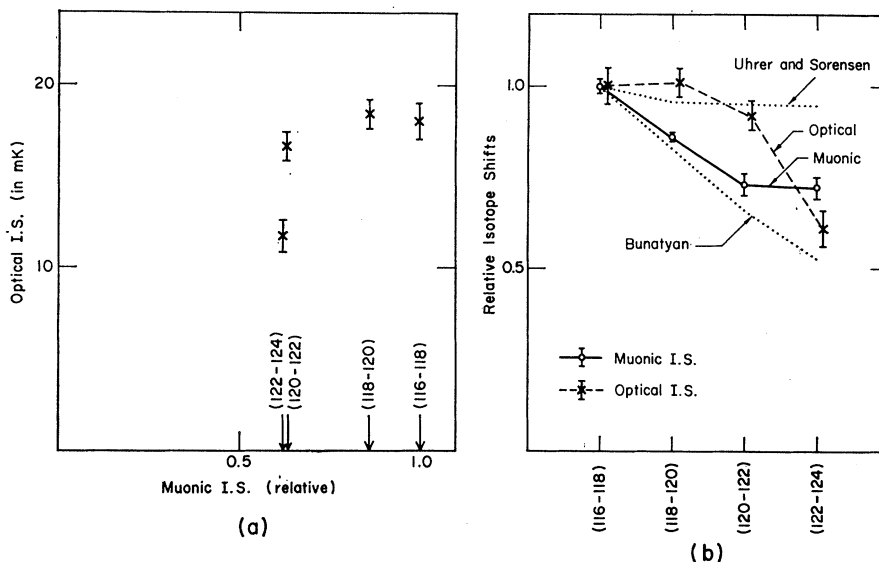 20
10
Optical I.S. (in mK)
(122-124)
(120-122)
(118-120)
(116-118)
0.5
1.0
Muonic I.S. (relative)
(a)
1.0
0.5
Relative Isotope Shifts
Uhrer and Sorensen
Optical
Muonic
Bunatyan
Muonic I.S.
Optical I.S.
(116-118)
(118-120)
(120-122)
(122-124)
(b)